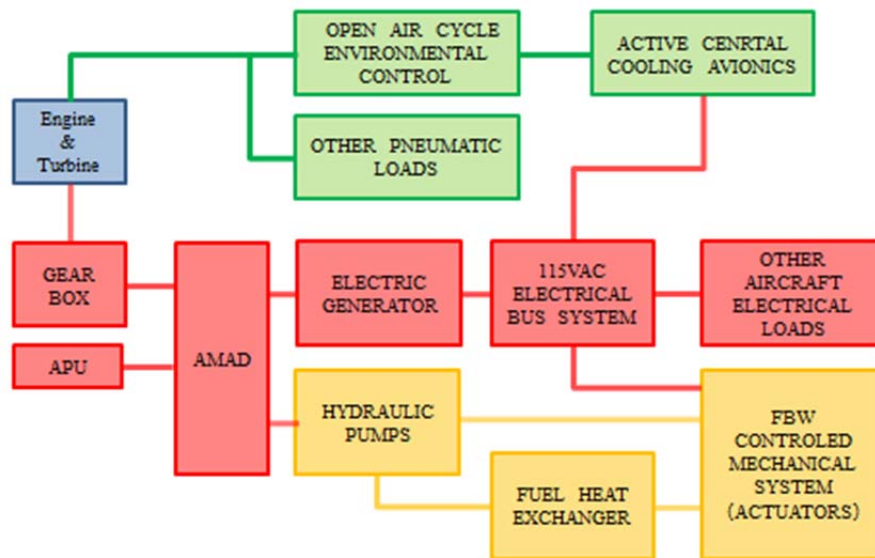 OPEN AIR CYCLE
ENVIRONMENTAL
CONTROL
ACTIVE CENRTAL
COOLING AVIONICS
Engine
&
Turbine
OTHER PNEUMATIC
LOADS
GEAR
BOX
AMAD
ELECTRIC
GENERATOR
115VAC
ELECTRICAL
BUS SYSTEM
OTHER
AIRCRAFT
ELECTRICAL
LOADS
APU
HYDRAULIC
PUMPS
FUEL HEAT
EXCHANGER
FBW
CONTROLED
MECHANICAL
SYSTEM
(ACTUATORS)